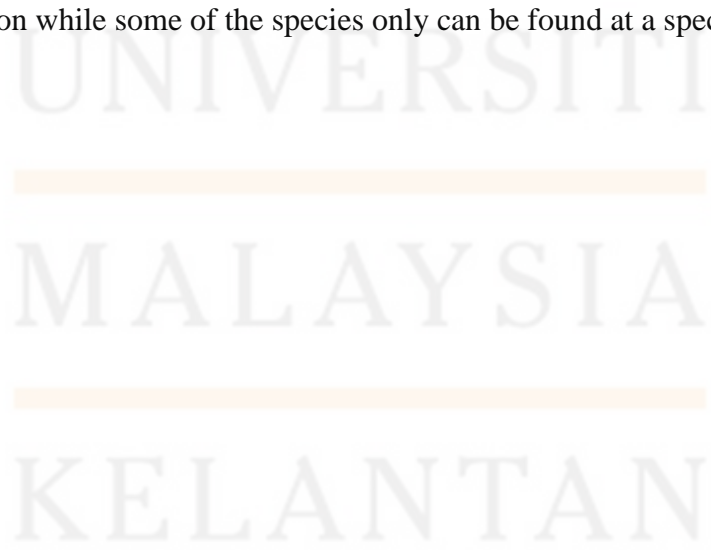 on while some of the species only can be found at a spec
UNIVERSITI
MALAYSIA
KELANTAN